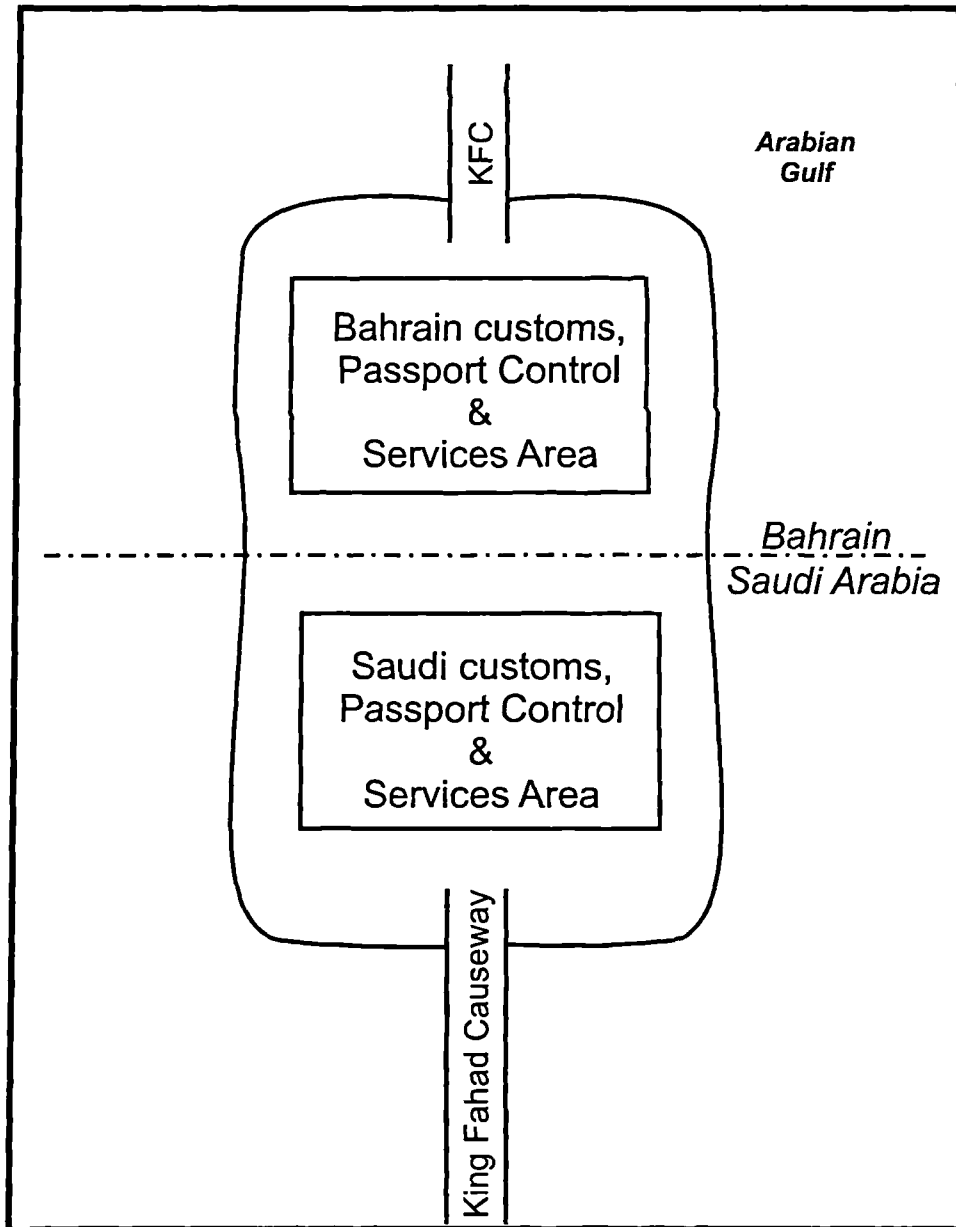 KFC
Arabian
Gulf
Bahrain customs,
Passport Control
&
Services Area
Bahrain
Saudi Arabia
Saudi customs,
Passport Control
&
Services Area
King Fahad Causeway